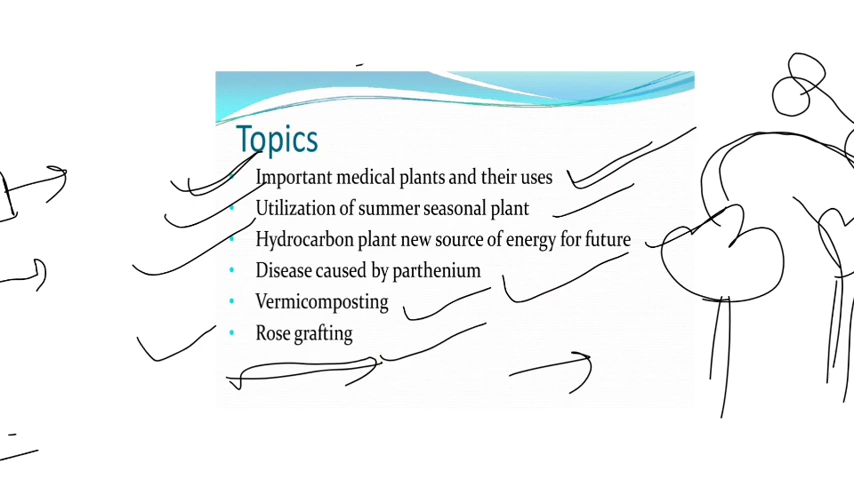 Topics
Important medical plants and their uses
Utilization of summer seasonal plant
Hydrocarbon plant new source of energy for future
Disease caused by parthenium
Vermicomposting
Rose grafting